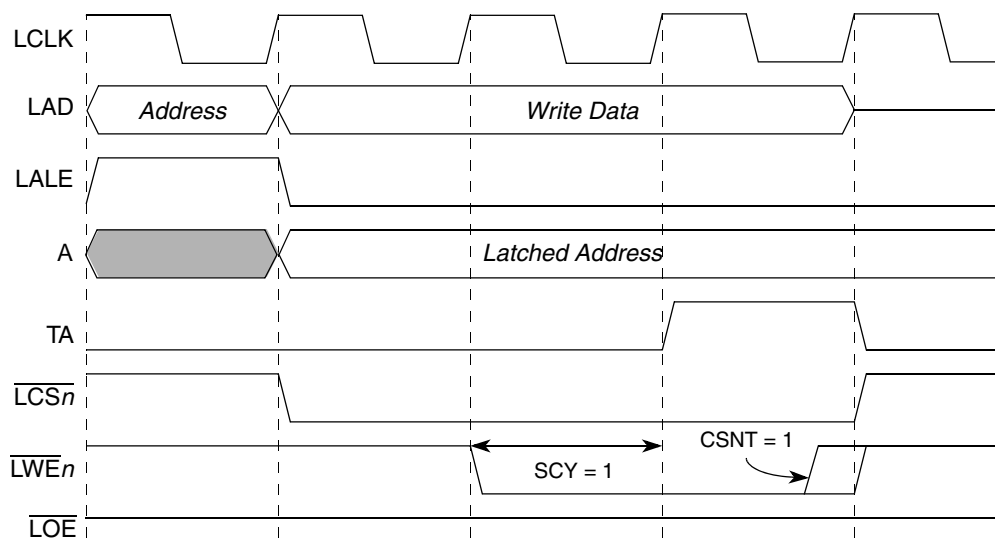 LCLK
LAD Address Write Data
LALE
A Latched Address
TA
LCSn
CSNT = 1
LWEn SCY = 1
LOE